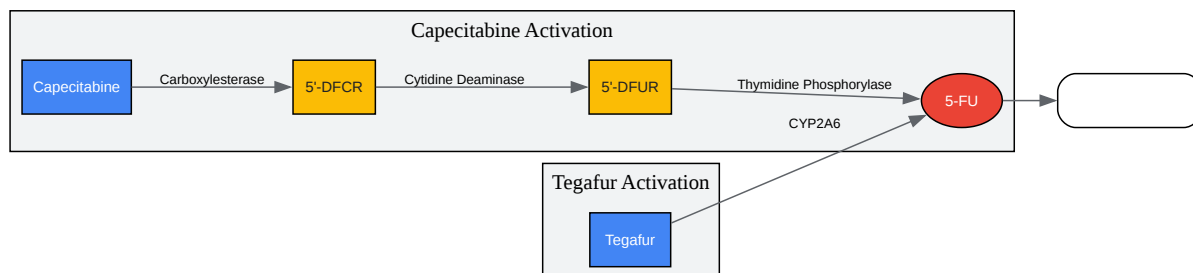 Capecitabine Activation
Capecitabine
Carboxylesterase
5'-DFCR
Cytidine Deaminase
5'-DFUR
Thymidine Phosphorylase
5-FU
CYP2A6
Tegafur Activation
Tegafur